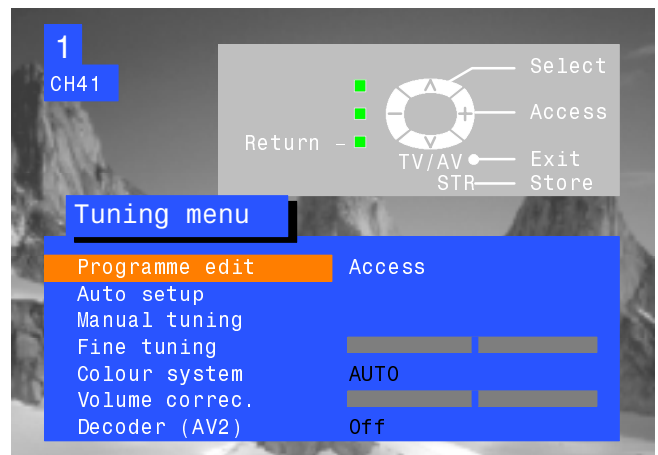 1
CH41
Select
Access
Return
TV/AV
Exit
STR
Store
Tuning menu
Programme edit Access
Auto setup
Manual tuning
Fine tuning
Colour system AUTO
Volume correc.
Decoder (AV2) Off